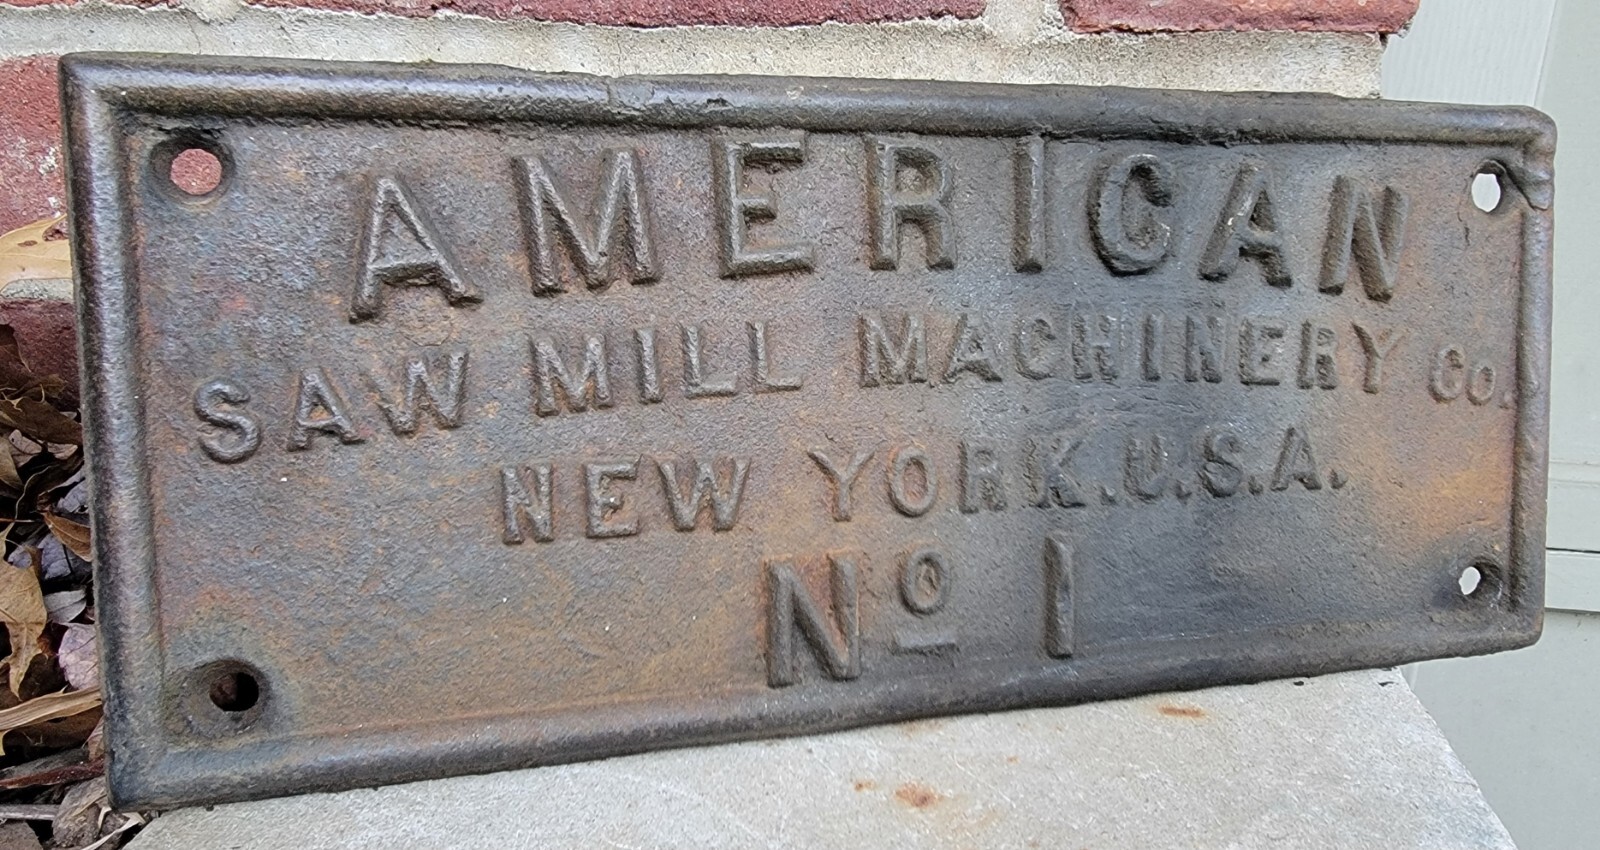 AMERICAN
SAW MILL MACHINERY Co.
NEW YORK.U.S.A.
No 1